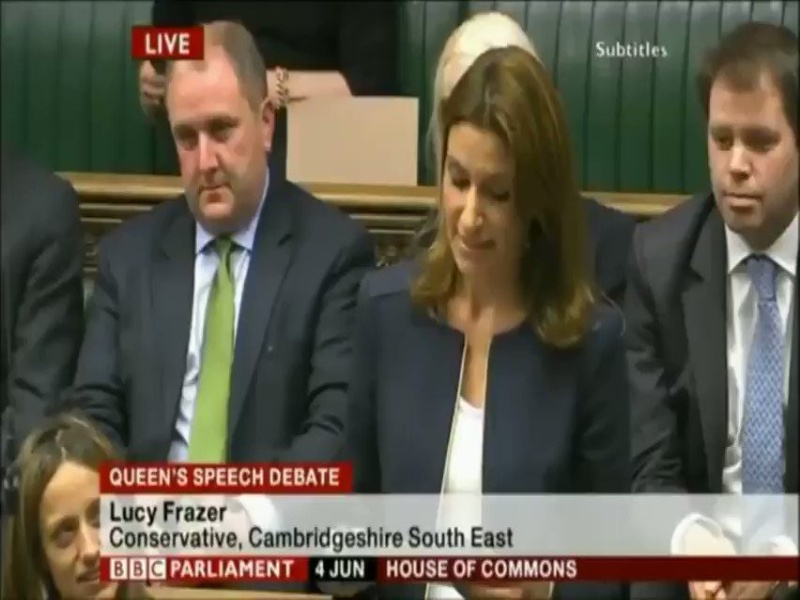 LIVE
Subtitles
QUEEN'S SPEECH DEBATE
Lucy Frazer
Conservative, Cambridgeshire South East
BBC PARLIAMENT 4 JUN HOUSE OF COMMONS